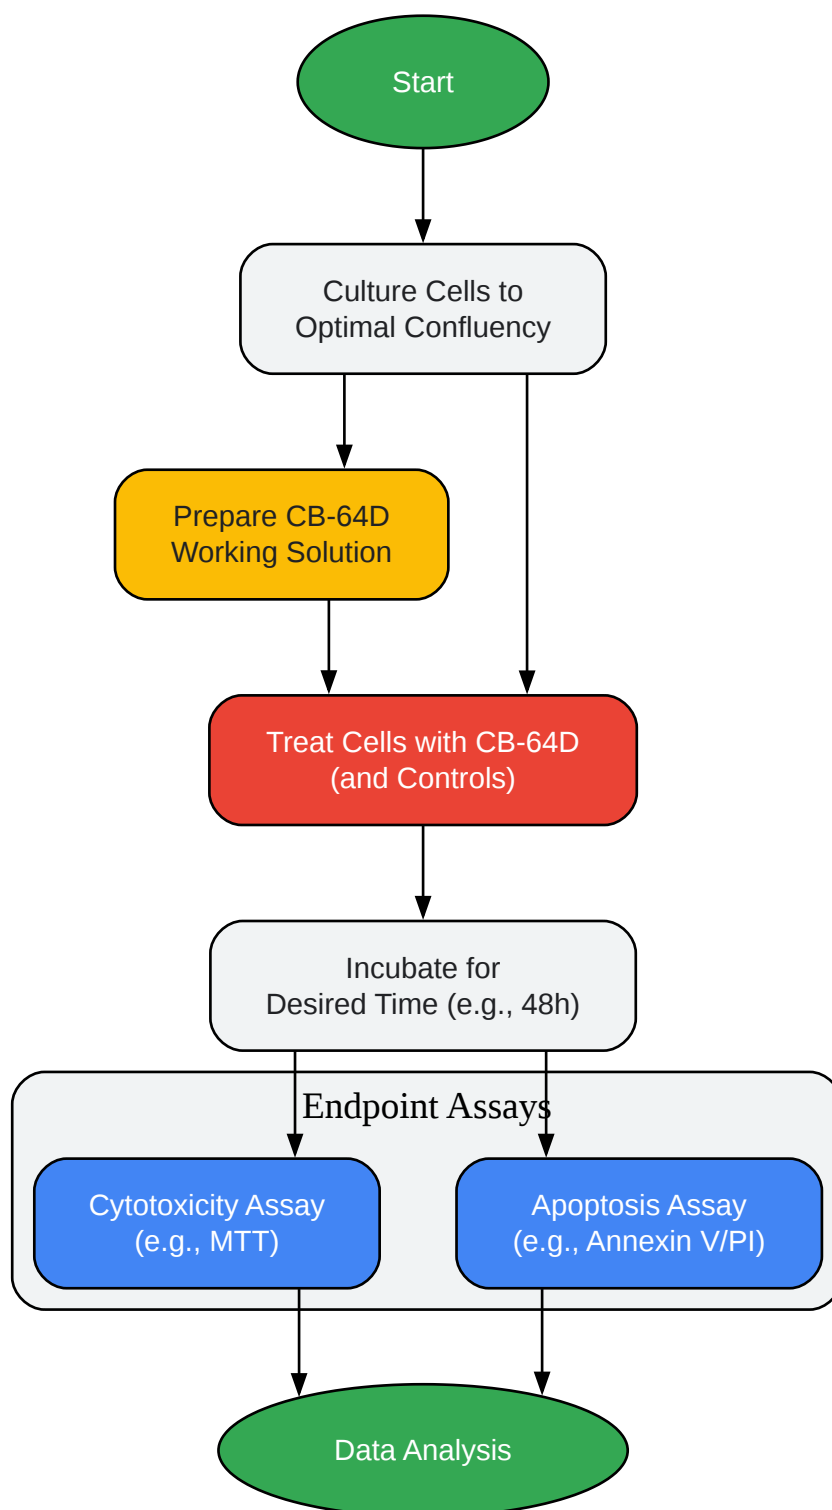 Start
Culture Cells to
Optimal Confluency
Prepare CB-64D
Working Solution
Treat Cells with CB-64D
(and Controls)
Incubate for
Desired Time (e.g., 48h)
Endpoint Assays
Cytotoxicity Assay
(e.g., MTT)
Apoptosis Assay
(e.g., Annexin V/PI)
Data Analysis